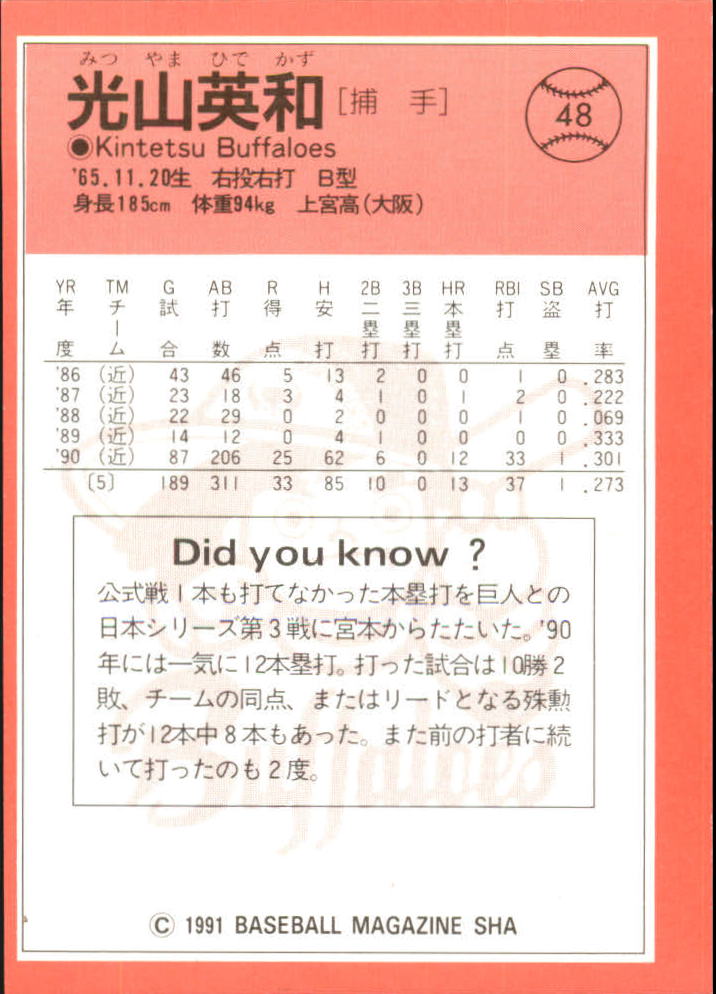 みつ やま ひで かず
光山英和[捕 手]
48
●Kintetsu Buffaloes
'65.11.20生 右投右打 B型
身長185cm 体重94kg 上宮高(大阪)
YR TM G AB R H 2B 3B HR RBI SB AVG
年度 チーム 試合 打数 得点 安打 二塁打 三塁打 本塁打 打点 盗塁 打率
'86 (近) 43 46 5 13 2 0 0 1 0 .283
'87 (近) 23 18 3 4 1 0 1 2 0 .222
'88 (近) 22 29 0 2 0 0 0 1 0 .069
'89 (近) 14 12 0 4 1 0 0 0 0 .333
'90 (近) 87 206 25 62 6 0 12 33 1 .301
〔5〕 189 311 33 85 10 0 13 37 1 .273
Did you know ?
公式戦1本も打てなかった本塁打を巨人との
日本シリーズ第3戦に宮本からたたいた。'90
年には一気に12本塁打。打った試合は10勝2
敗、チームの同点、またはリードとなる殊勲
打が12本中8本もあった。また前の打者に続
いて打ったのも2度。
Buffaloes
© 1991 BASEBALL MAGAZINE SHA